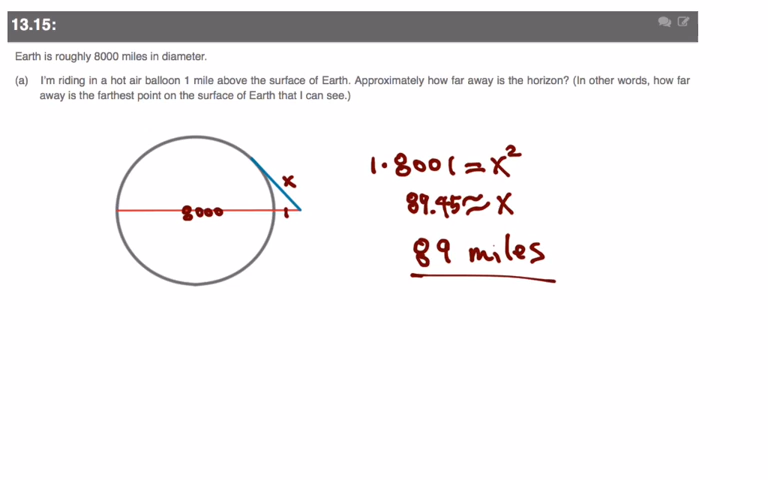 13.15:
Earth is roughly 8000 miles in diameter.
(a) I'm riding in a hot air balloon 1 mile above the surface of Earth. Approximately how far away is the horizon? (In other words, how far
away is the farthest point on the surface of Earth that I can see.)
1·8001=x²
x
89.45≈x
8000 1
89 miles